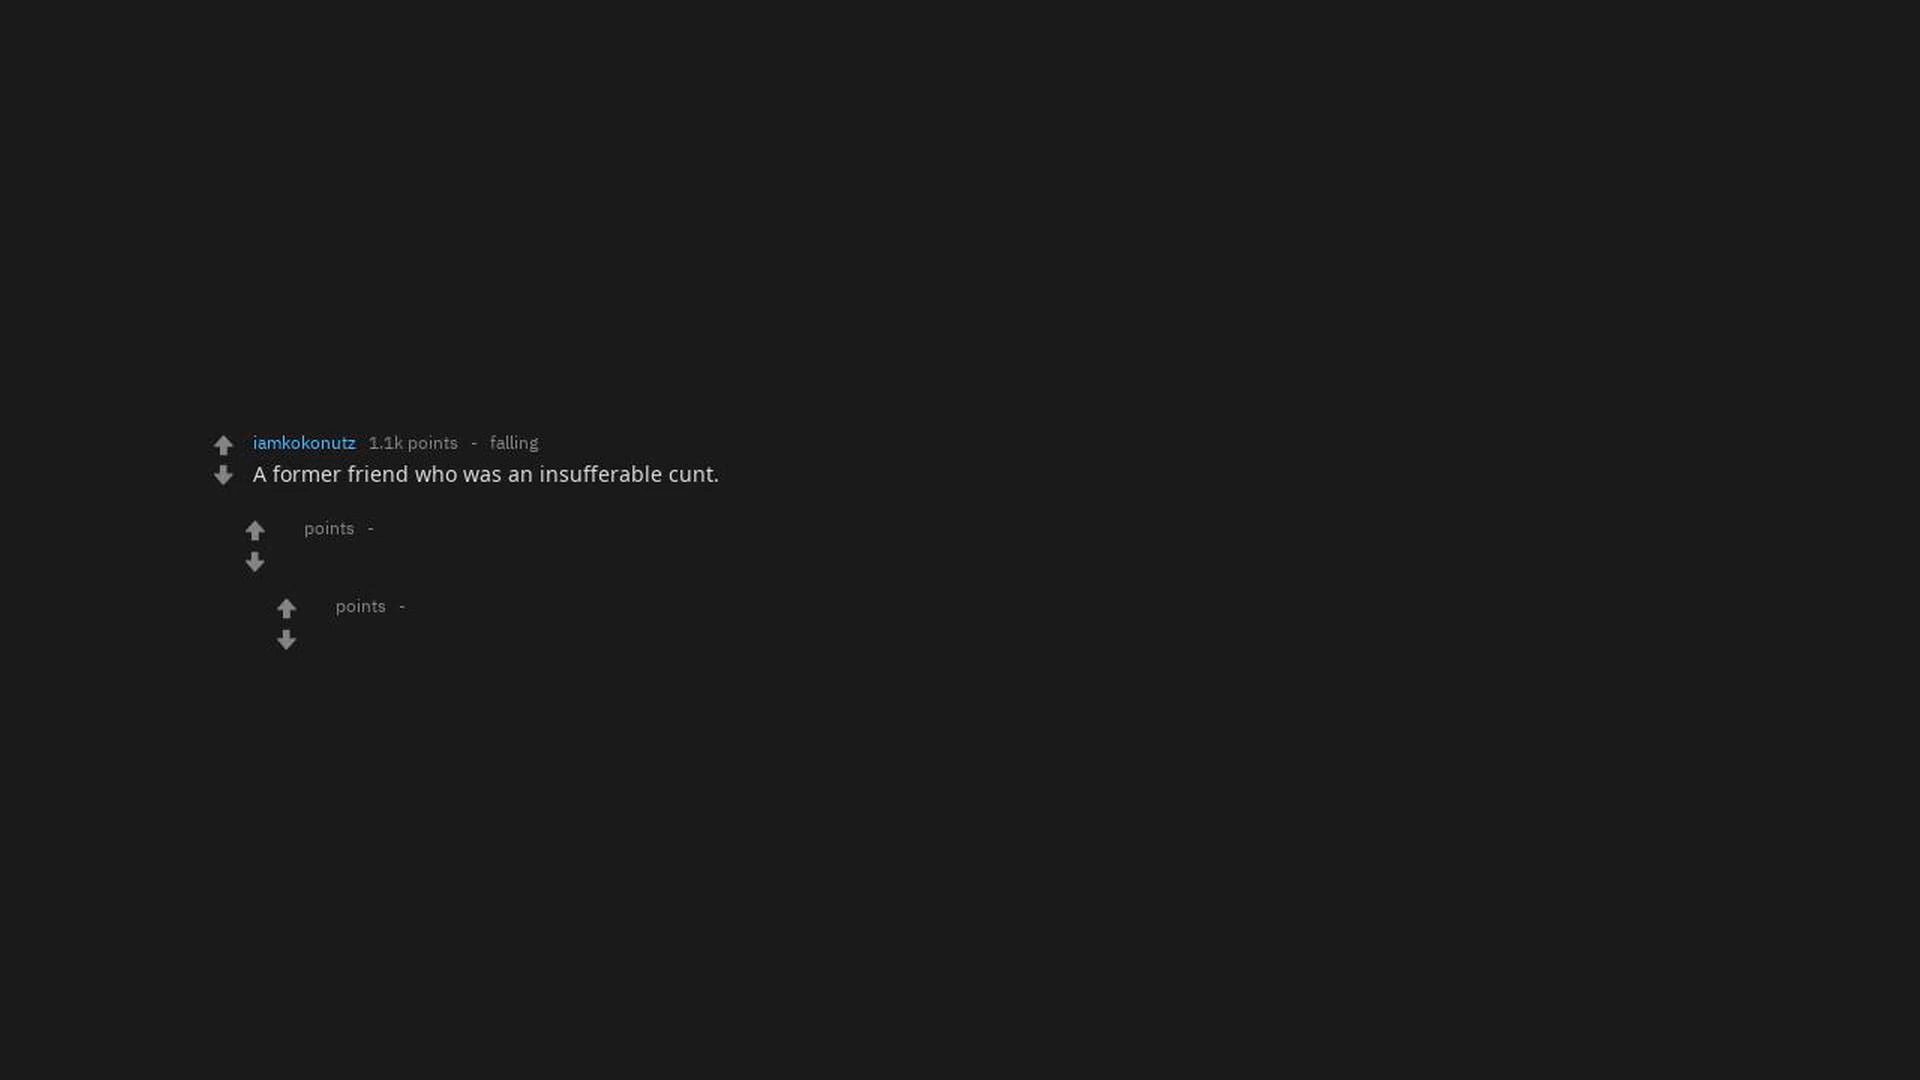 iamkokonutz 1.1k points - falling
A former friend who was an insufferable cunt.
points -
points -